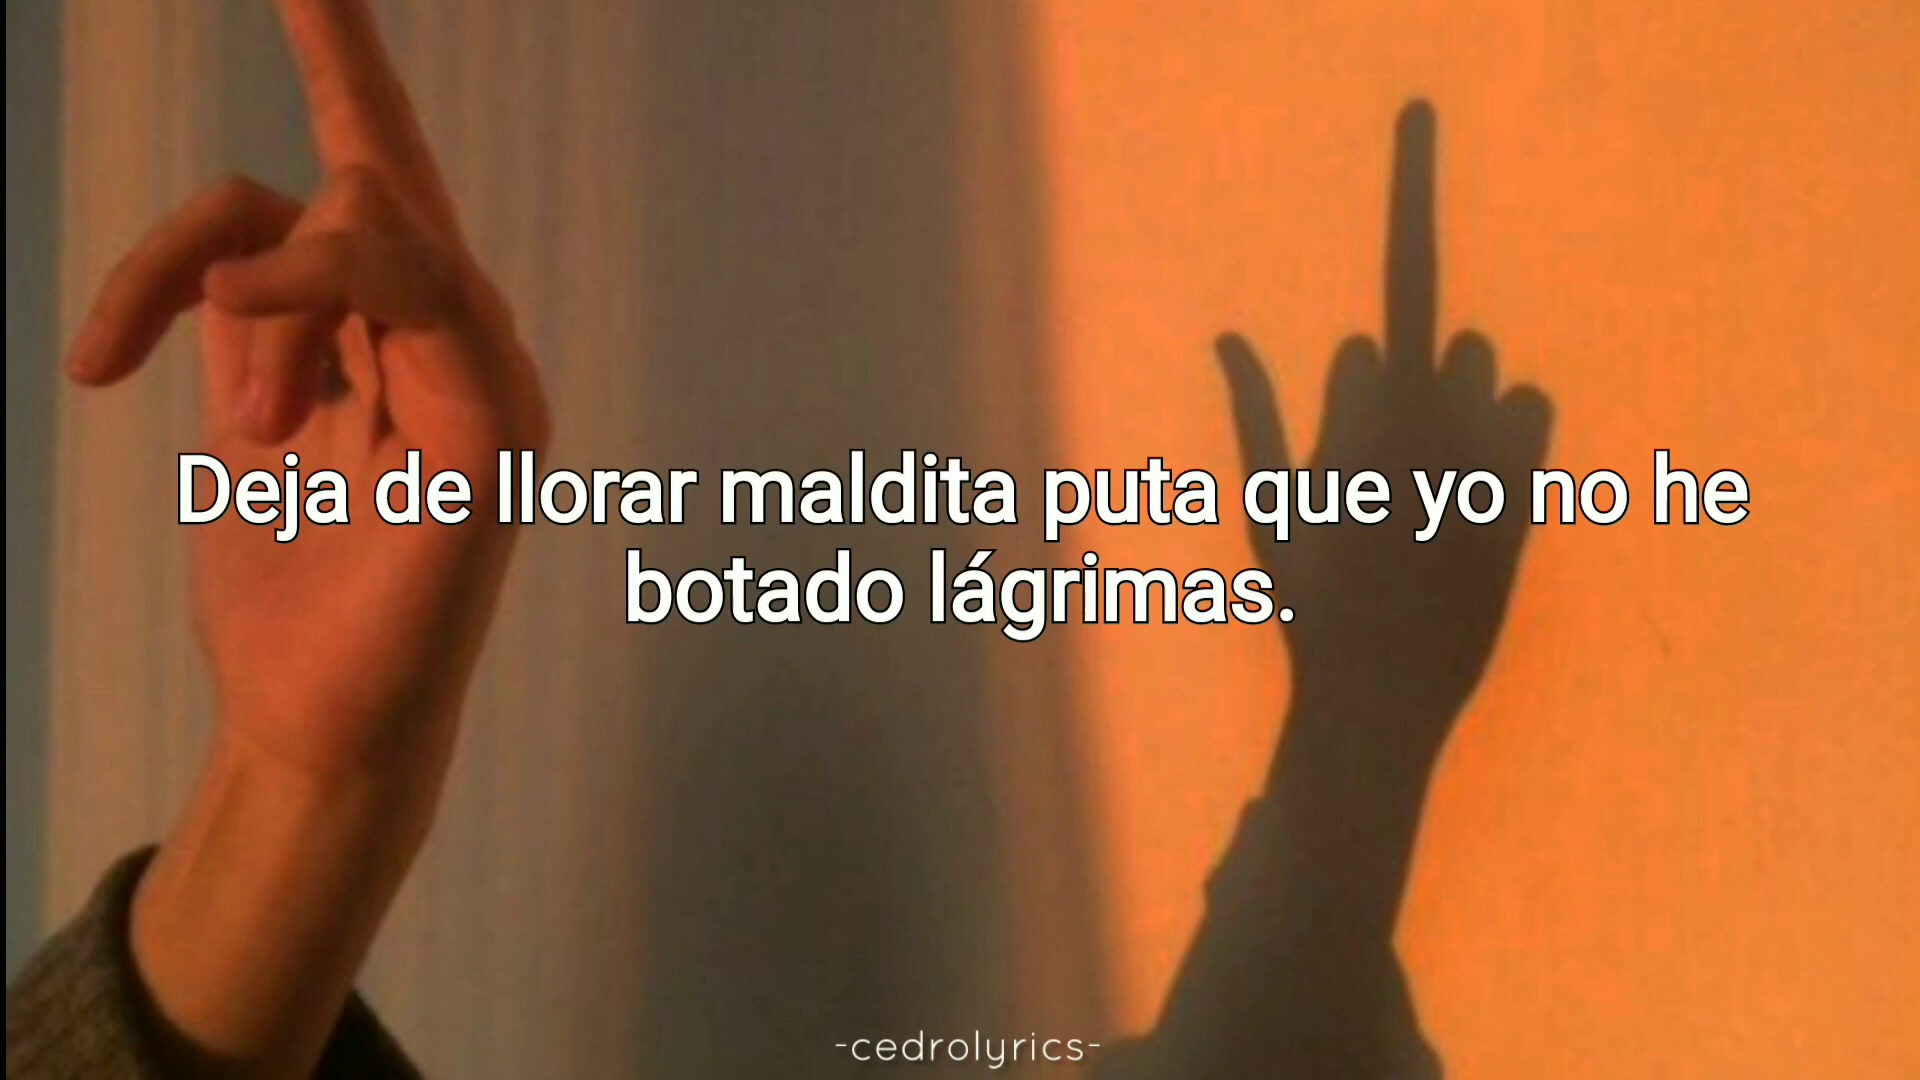 Deja de llorar maldita puta que yo no he
botado lágrimas.
-cedrolyrics-